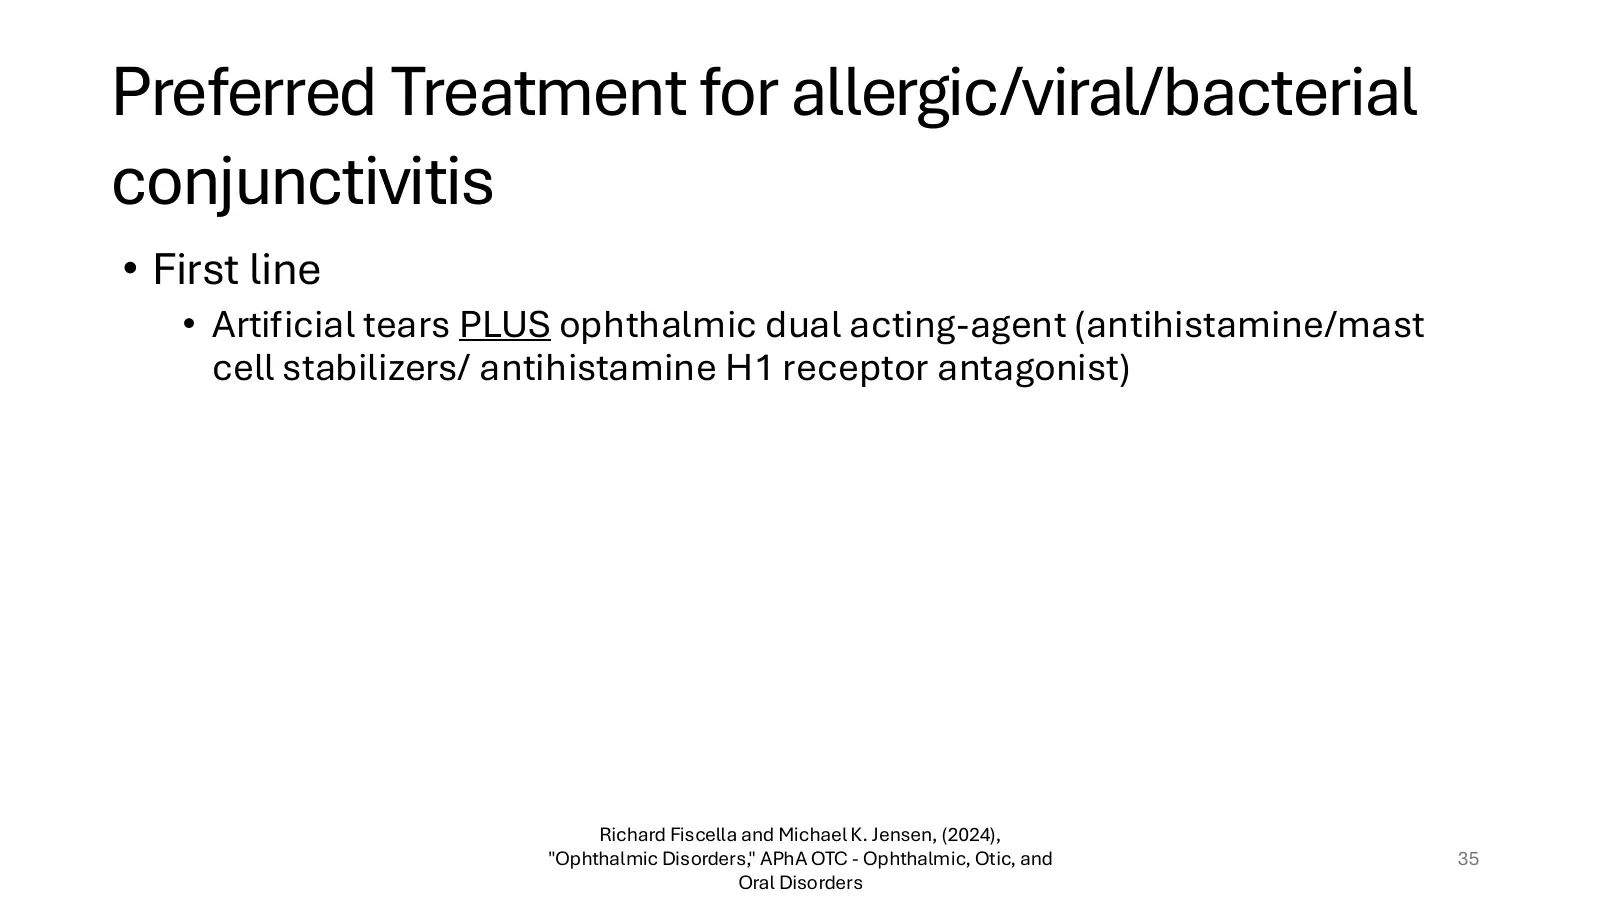 Preferred Treatment for allergic/viral/bacterial
conjunctivitis
• First line
• Artificial tears PLUS ophthalmic dual acting-agent (antihistamine/mast
cell stabilizers/ antihistamine H1 receptor antagonist)
Richard Fiscella and Michael K. Jensen, (2024),
"Ophthalmic Disorders," APhA OTC - Ophthalmic, Otic, and
Oral Disorders
35